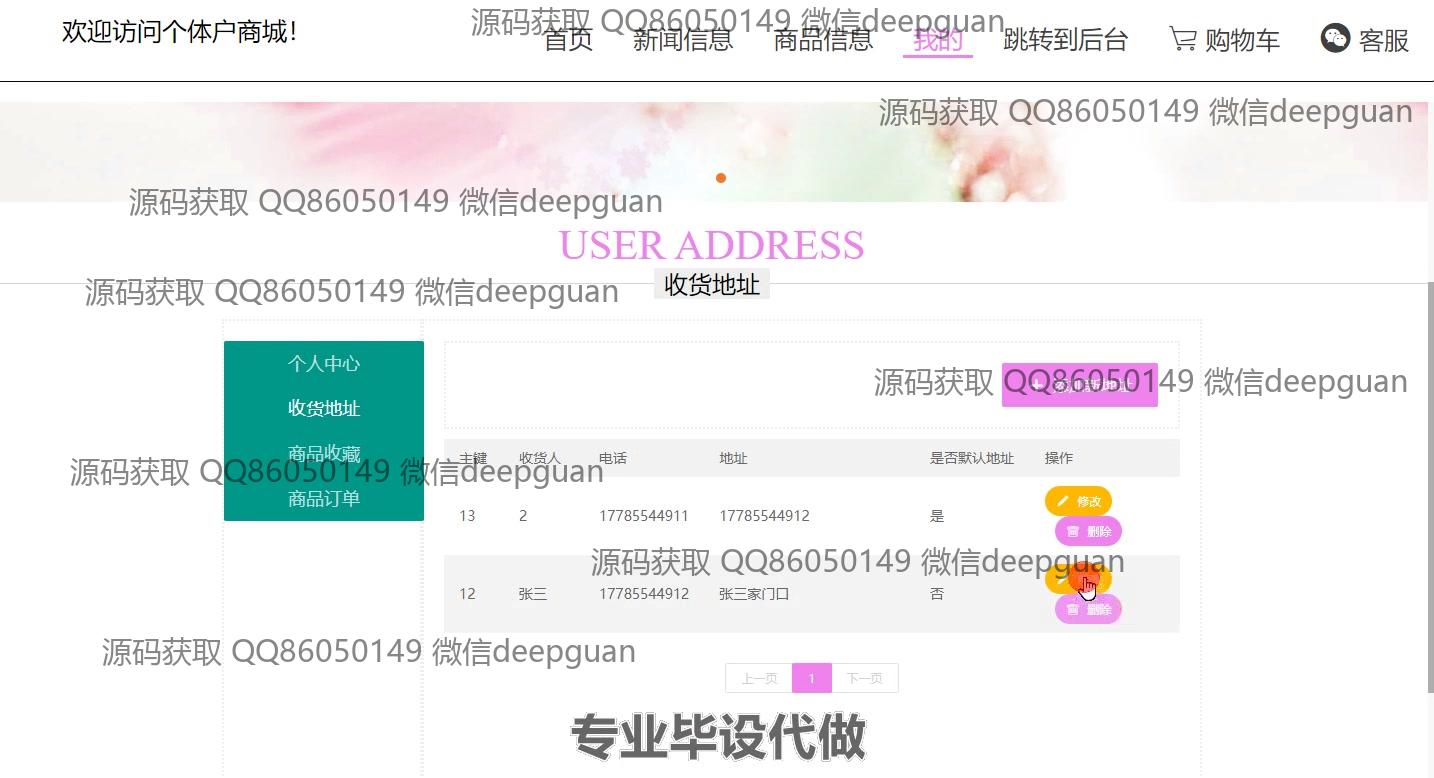 欢迎访问个体户商城！
源码获取 QQ86050149 微信deepguan
首页 新闻信息 商品信息 我的 跳转到后台 购物车 客服
源码获取 QQ86050149 微信deepguan
源码获取 QQ86050149 微信deepguan
USER ADDRESS
收货地址
源码获取 QQ86050149 微信deepguan
个人中心
收货地址
商品收藏
商品订单
源码获取 QQ86050149 微信deepguan
添加新地址
主键 收货人 电话 地址 是否默认地址 操作
源码获取 QQ86050149 微信deepguan
13 2 17785544911 17785544912 是 修改
删除
源码获取 QQ86050149 微信deepguan
12 张三 17785544912 张三家门口 否
删除
源码获取 QQ86050149 微信deepguan
上一页 1 下一页
专业毕设代做